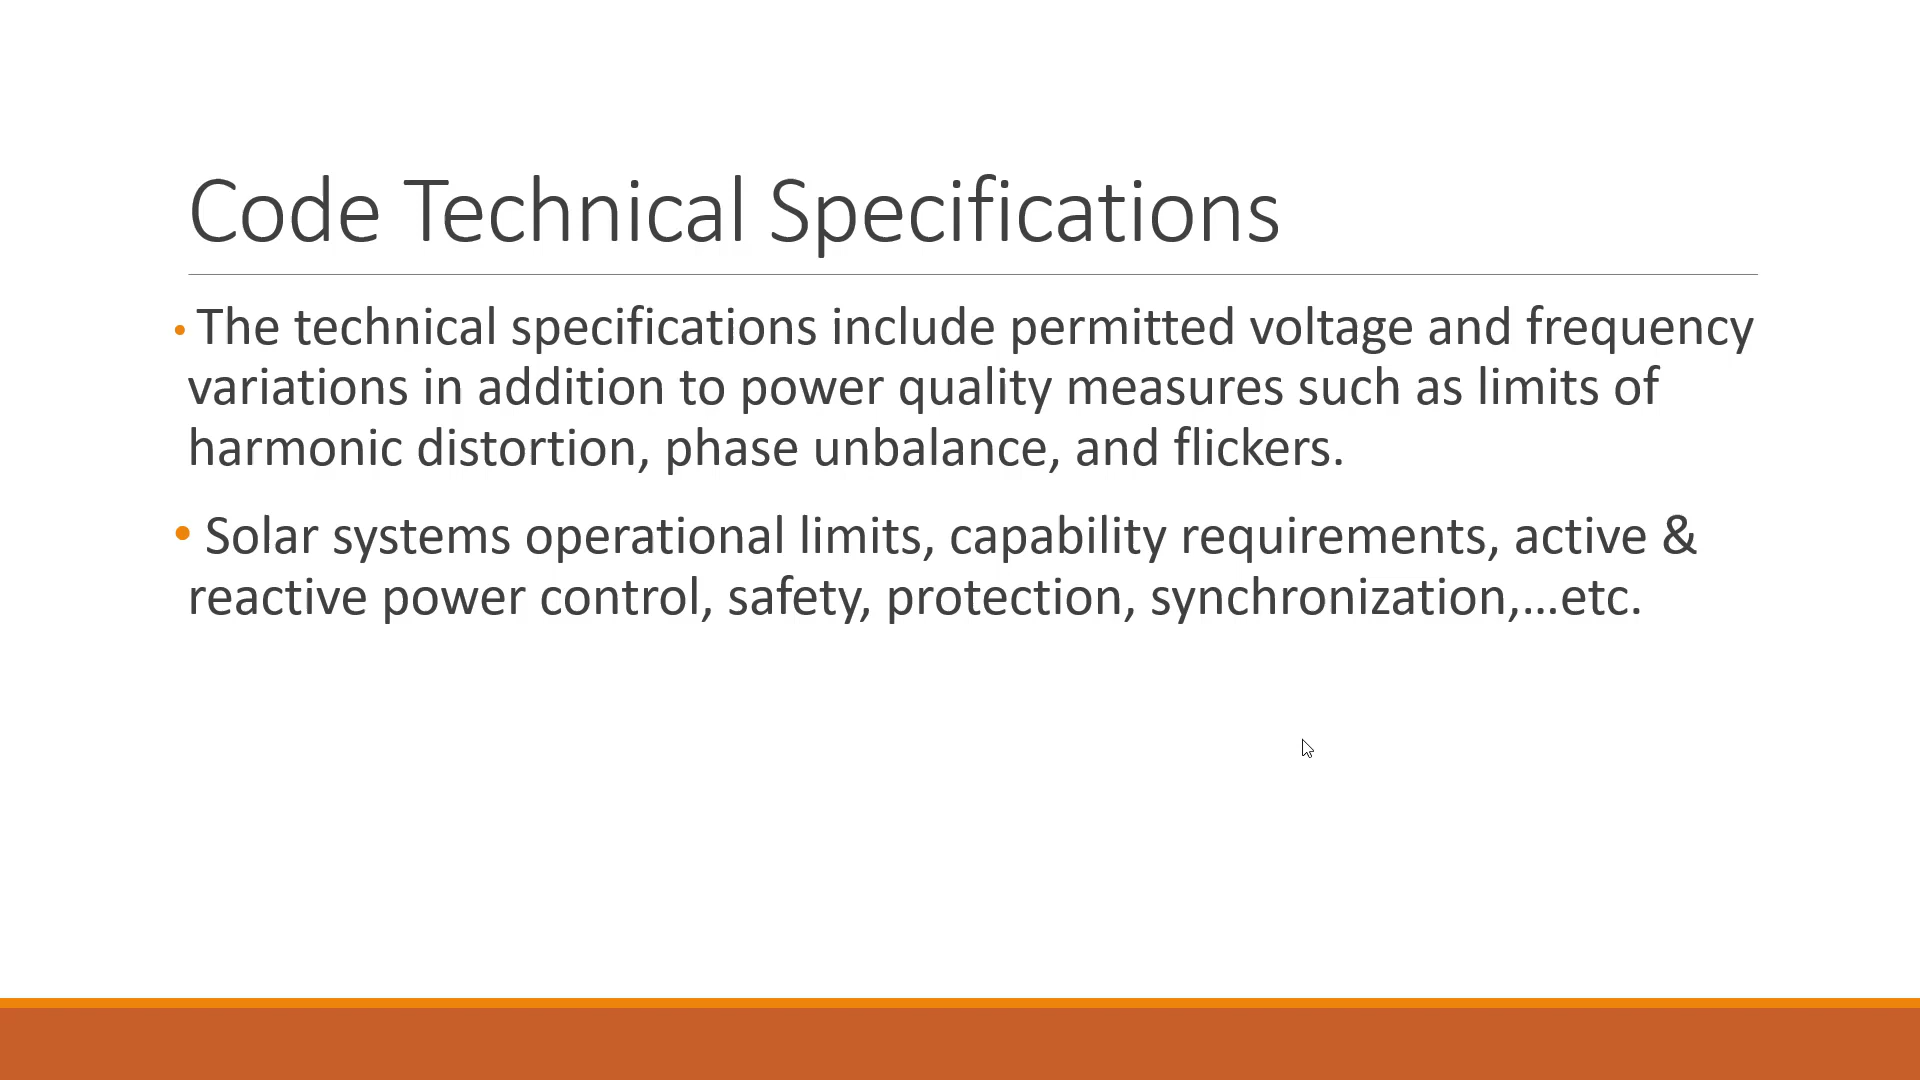 Code Technical Specifications
• The technical specifications include permitted voltage and frequency
variations in addition to power quality measures such as limits of
harmonic distortion, phase unbalance, and flickers.
• Solar systems operational limits, capability requirements, active &
reactive power control, safety, protection, synchronization,...etc.